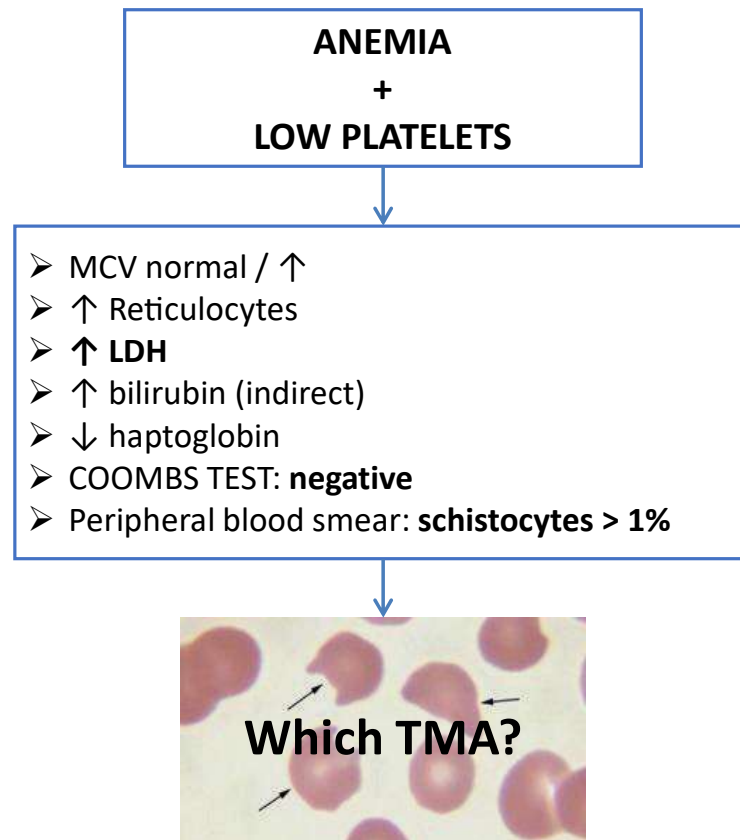 ANEMIA
+
LOW PLATELETS
➢ MCV normal / ↑
➢ ↑ Reticulocytes
➢ ↑ LDH
➢ ↑ bilirubin (indirect)
➢ ↓ haptoglobin
➢ COOMBS TEST: negative
➢ Peripheral blood smear: schistocytes > 1%
Which TMA?